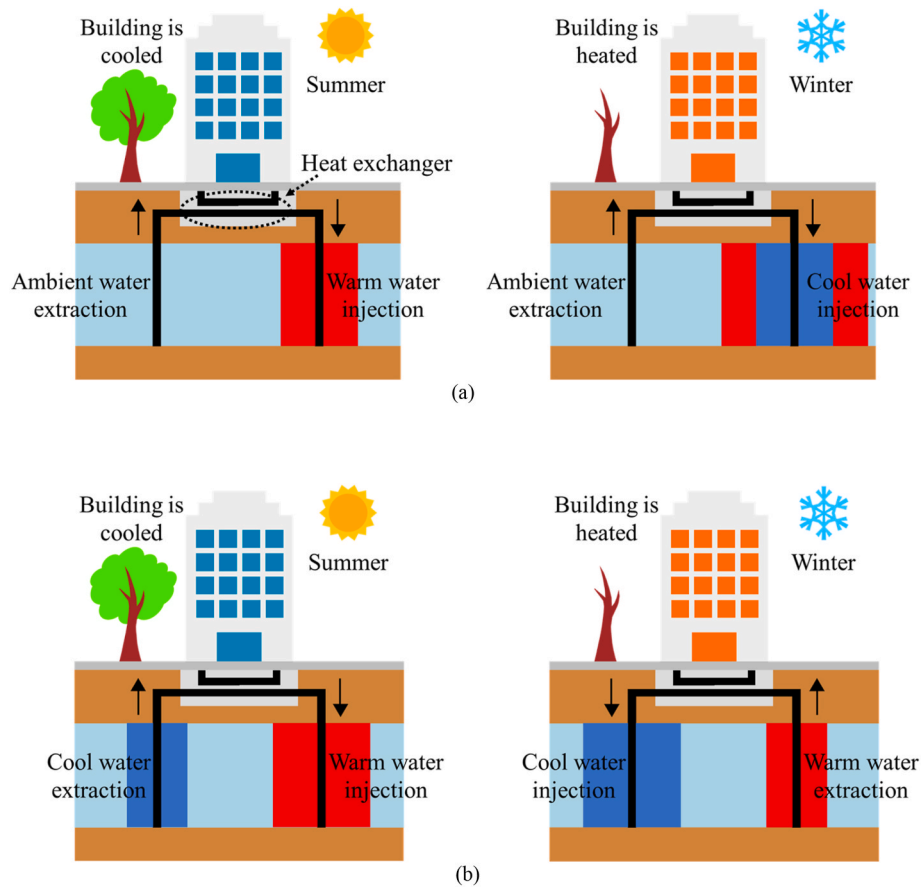 Building is
cooled
Summer
Heat exchanger
Ambient water
extraction
Warm water
injection
Building is
heated
Winter
Ambient water
extraction
Cool water
injection
(a)
Building is
cooled
Summer
Cool water
extraction
Warm water
injection
Building is
heated
Winter
Cool water
injection
Warm water
extraction
(b)